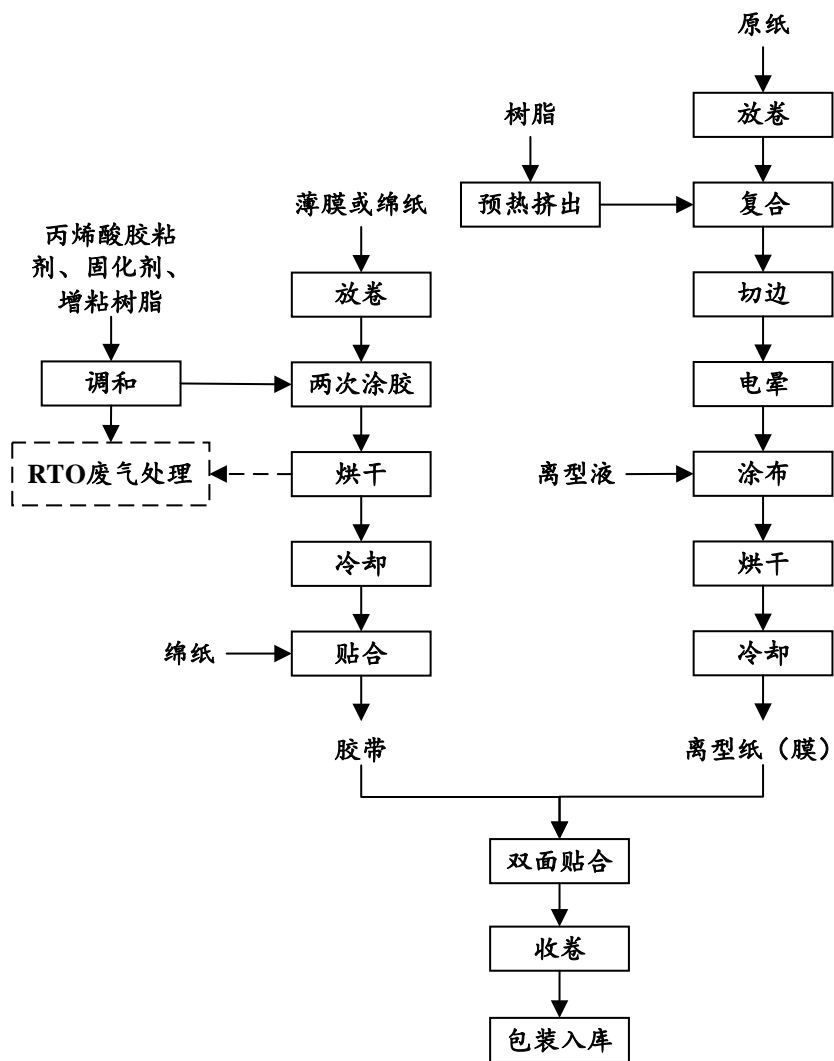 原纸
放卷
树脂
预热挤出
复合
薄膜或绵纸
丙烯酸胶粘
剂、固化剂、
增粘树脂
放卷
切边
调和
两次涂胶
电晕
RTO废气处理
烘干
离型液
涂布
冷却
烘干
绵纸
贴合
冷却
胶带
离型纸（膜）
双面贴合
收卷
包装入库